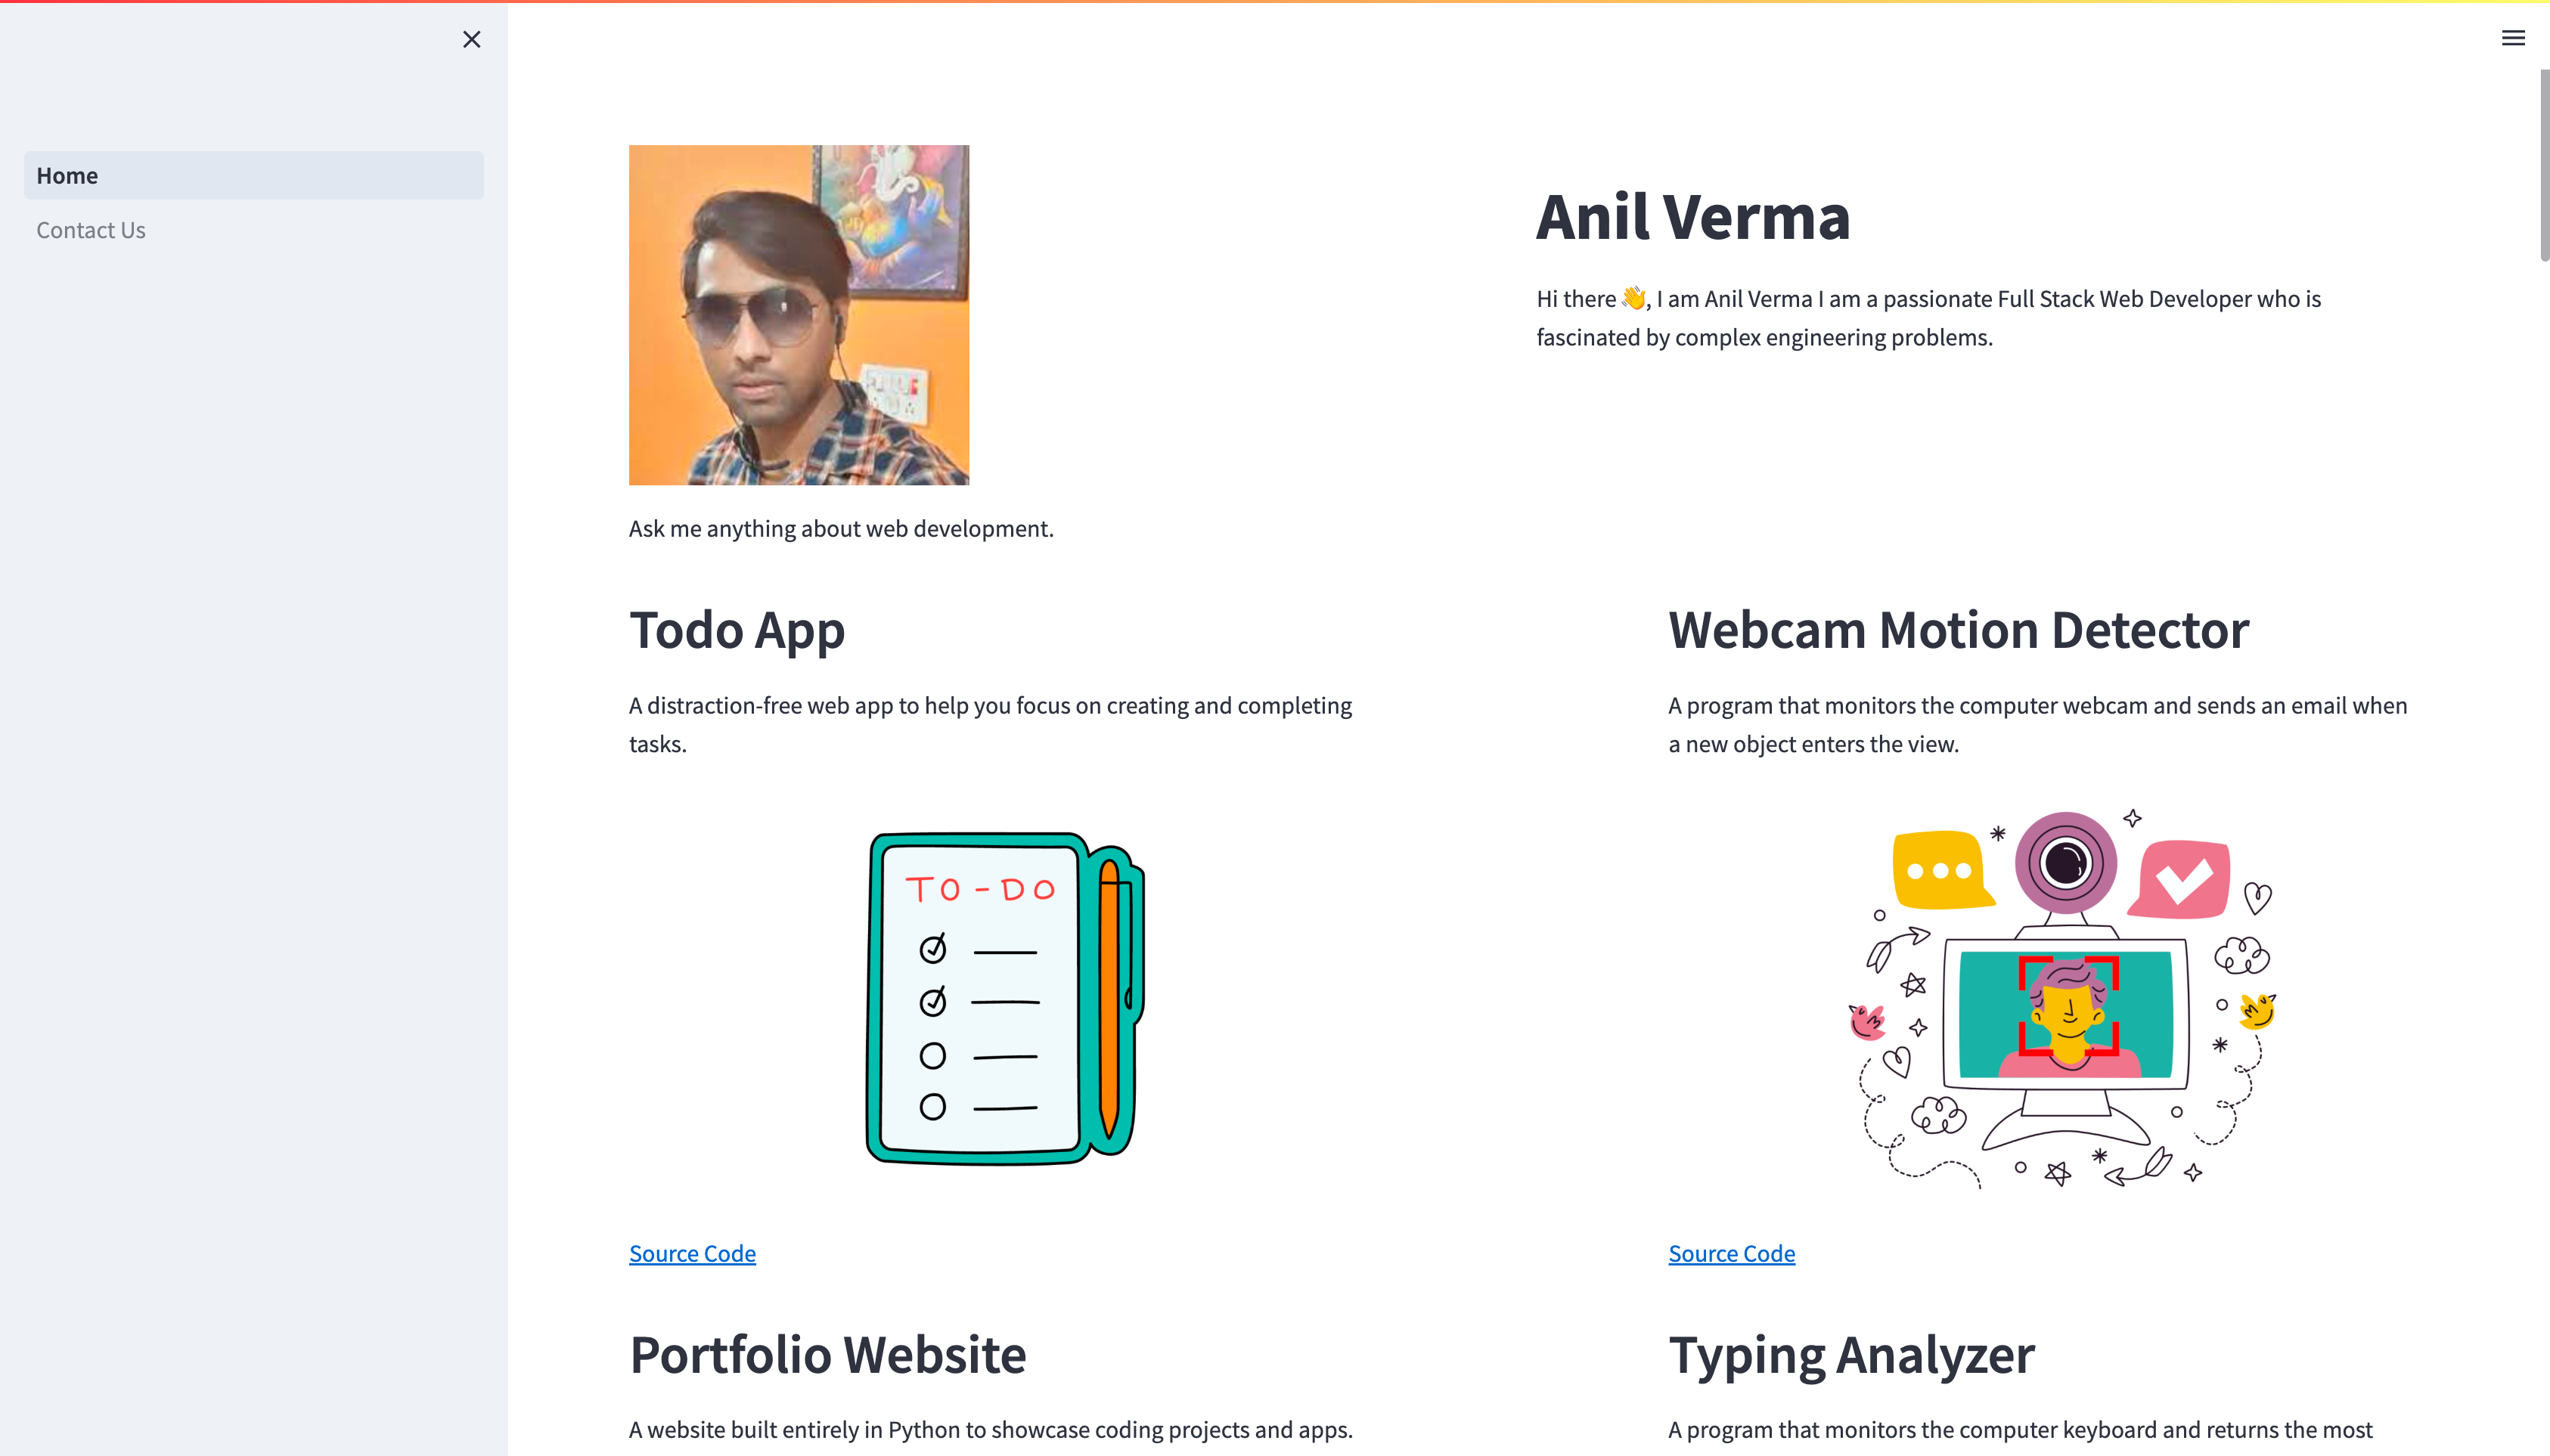 Home
Contact Us
Anil Verma
Hi there 👋, I am Anil Verma I am a passionate Full Stack Web Developer who is
fascinated by complex engineering problems.
Ask me anything about web development.
Todo App
A distraction-free web app to help you focus on creating and completing
tasks.
TO-DO
Source Code
Webcam Motion Detector
A program that monitors the computer webcam and sends an email when
a new object enters the view.
Source Code
Portfolio Website
A website built entirely in Python to showcase coding projects and apps.
Typing Analyzer
A program that monitors the computer keyboard and returns the most